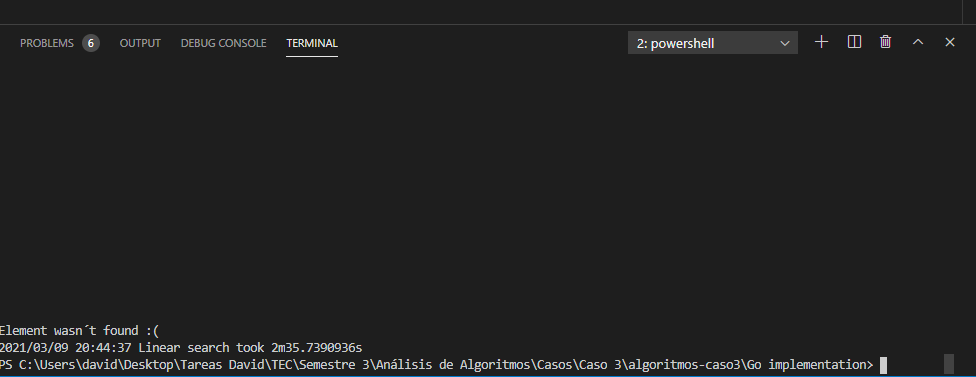 PROBLEMS 6 OUTPUT DEBUG CONSOLE TERMINAL 2: powershell
Element wasn´t found :(
2021/03/09 20:44:37 Linear search took 2m35.7390936s
PS C:\Users\david\Desktop\Tareas David\TEC\Semestre 3\Análisis de Algoritmos\Casos\Caso 3\algoritmos-caso3\Go implementation>